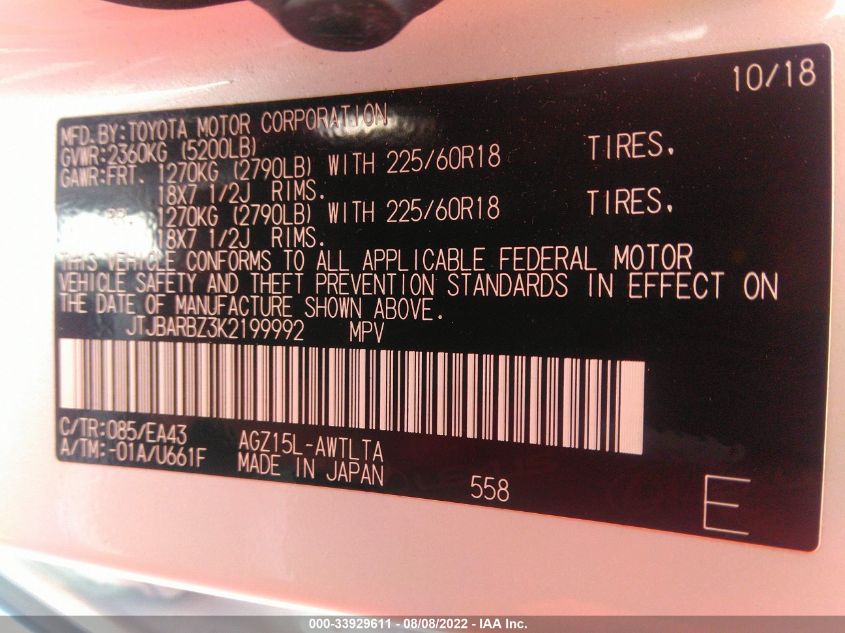 10/18
MFD.BY:TOYOTA MOTOR CORPORATION
GVWR:2360KG (5200LB)
GAWR:FRT. 1270KG (2790LB) WITH 225/60R18 TIRES.
18X7 1/2J RIMS.
RR. 1270KG (2790LB) WITH 225/60R18 TIRES.
18X7 1/2J RIMS.
THIS VEHICLE CONFORMS TO ALL APPLICABLE FEDERAL MOTOR
VEHICLE SAFETY AND THEFT PREVENTION STANDARDS IN EFFECT ON
THE DATE OF MANUFACTURE SHOWN ABOVE.
JTJBARBZ3K2199992 MPV
C/TR:085/EA43 AGZ15L-AWTLTA
A/TM:-01A/U661F MADE IN JAPAN
558
E
000-33929611 - 08/08/2022 - IAA Inc.